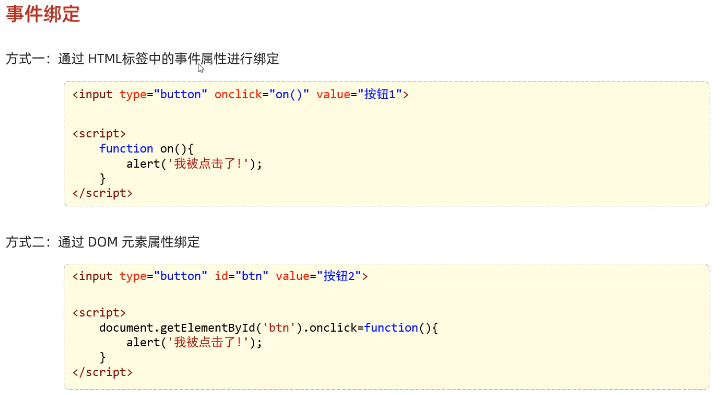 事件绑定
方式一：通过 HTML标签中的事件属性进行绑定
<input type="button" onclick="on()" value="按钮1">
<script>
function on(){
alert('我被点击了!');
}
</script>
方式二：通过 DOM 元素属性绑定
<input type="button" id="btn" value="按钮2">
<script>
document.getElementById('btn').onclick=function(){
alert('我被点击了!');
}
</script>